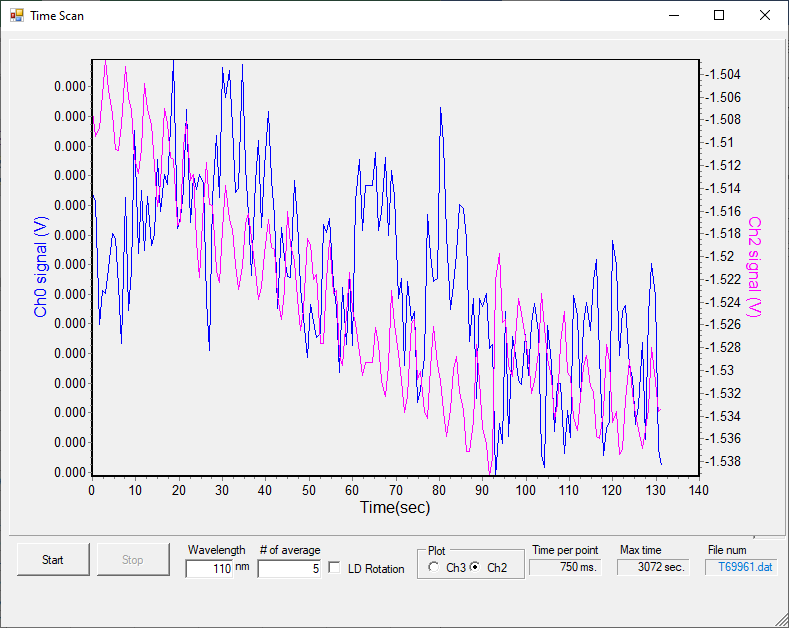 Time Scan
0.000
0.000
0.000
0.000
0.000
0.000
0.000
0.000
0.000
0.000
0.000
0.000
0.000
0.000
Ch0 signal (V)
-1.504
-1.506
-1.508
-1.51
-1.512
-1.514
-1.516
-1.518
-1.52
-1.522
-1.524
-1.526
-1.528
-1.53
-1.532
-1.534
-1.536
-1.538
Ch2 signal (V)
0 10 20 30 40 50 60 70 80 90 100 110 120 130 140
Time(sec)
Start
Stop
Wavelength
110 nm
# of average
5
LD Rotation
Plot
Ch3 Ch2
Time per point
750 ms.
Max time
3072 sec.
File num
T69961.dat